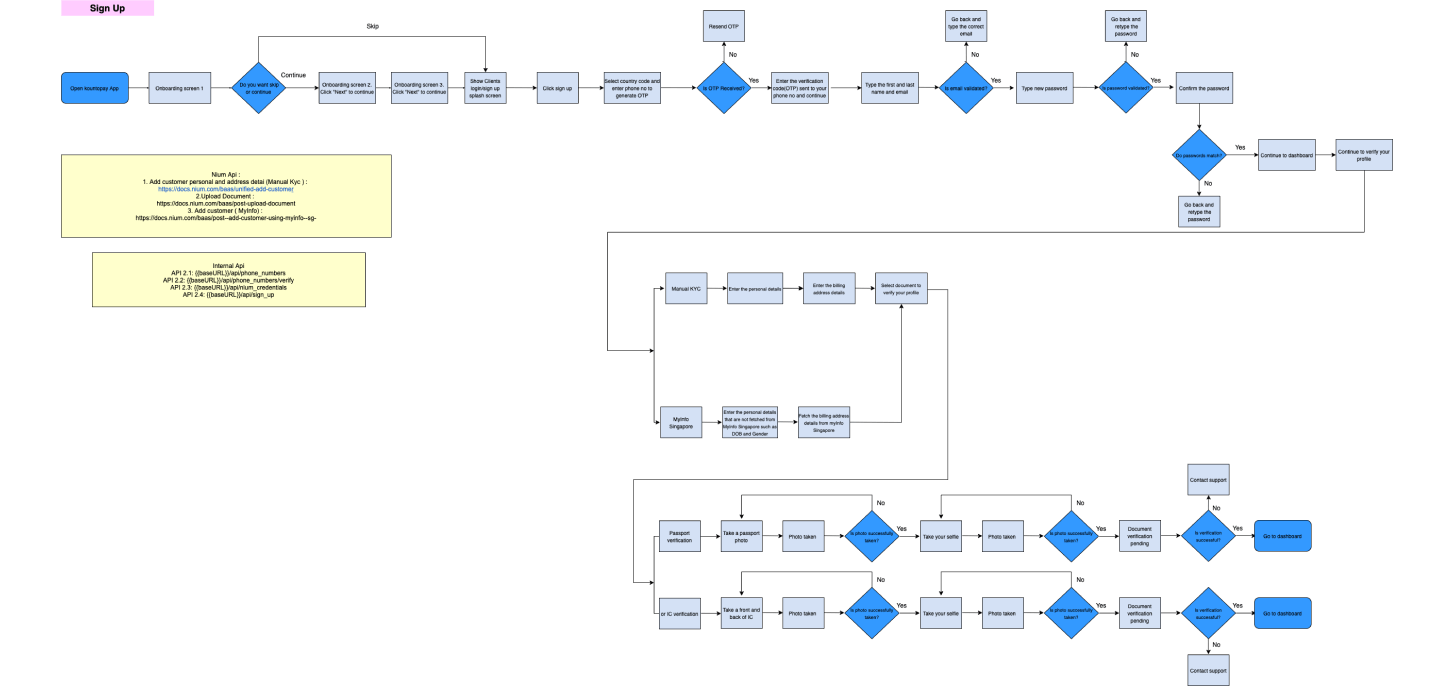 Sign Up
Skip
Resend OTP
Go back and
type the correct
email
Go back and
retype the
password
No
No
No
Open kountopay App
Onboarding screen 1
Do you want skip
or continue
Continue
Onboarding screen 2.
Click "Next" to continue
Onboarding screen 3.
Click "Next" to continue
Show Clients
login/sign up
splash screen
Click sign up
Select country code and
enter phone no to
generate OTP
Is OTP Received?
Yes
Enter the verification
code(OTP) sent to your
phone no and continue
Type the first and last
name and email
Is email validated?
Yes
Type new password
Is password validated?
Yes
Confirm the password
Do passwords match?
Yes
Continue to dashboard
Continue to verify your
profile
No
Go back and
retype the
password
Nium Api :
1. Add customer personal and address detai (Manual Kyc ) :
https://docs.nium.com/baas/unified-add-customer
2.Upload Document :
https://docs.nium.com/baas/post-upload-document
3. Add customer ( MyInfo) :
https://docs.nium.com/baas/post--add-customer-using-myinfo--sg-
Internal Api
API 2.1: {{baseURL}}/api/phone_numbers
API 2.2: {{baseURL}}/api/phone_numbers/verify
API 2.3: {{baseURL}}/api/nium_credentials
API 2.4: {{baseURL}}/api/sign_up
Manual KYC
Enter the personal details
Enter the billing
address details
Select document to
verify your profile
MyInfo
Singapore
Enter the personal details
that are not fetched from
MyInfo Singapore such as
DOB and Gender
Fetch the billing address
details from myInfo
Singapore
Contact support
No
No
No
Passport
verification
Take a passport
photo
Photo taken
Is photo successfully
taken?
Yes
Take your selfie
Photo taken
Is photo successfully
taken?
Yes
Document
verification
pending
Is verification
successful?
Yes
Go to dashboard
No
No
or IC verification
Take a front and
back of IC
Photo taken
Is photo successfully
taken?
Yes
Take your selfie
Photo taken
Is photo successfully
taken?
Yes
Document
verification
pending
Is verification
successful?
Yes
Go to dashboard
No
Contact support